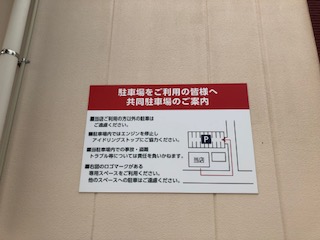 駐車場をご利用の皆様へ
共同駐車場のご案内
■当店ご利用の方以外の駐車は
ご遠慮ください。
■駐車場内ではエンジンを停止し
アイドリングストップにご協力ください。
■当駐車場内での事故・盗難
トラブル等については責任を負いかねます。
■右図のロゴマークがある
専用スペースをご利用ください。
他のスペースへの駐車はご遠慮ください。
P
当店